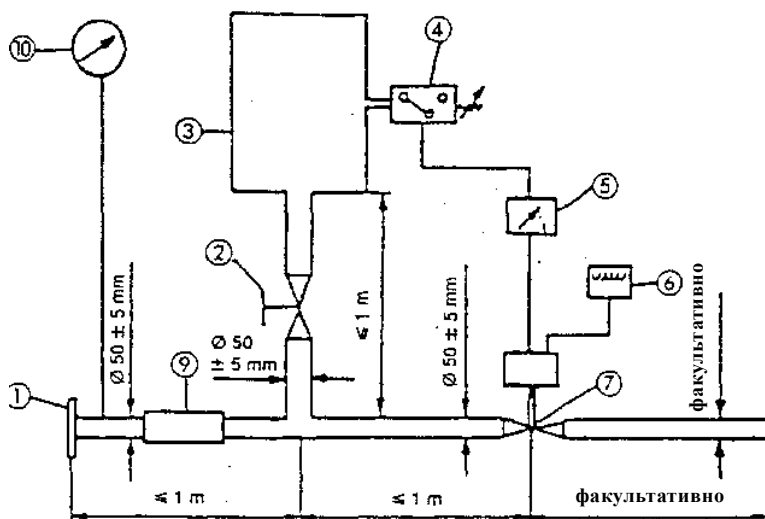 10
4
3
5
2
6
≤ 1 m
Ø 50
± 5 mm
Ø 50 ± 5 mm
Ø 50 ± 5 mm
факультативно
9
1
7
≤ 1 m
≤ 1 m
факультативно